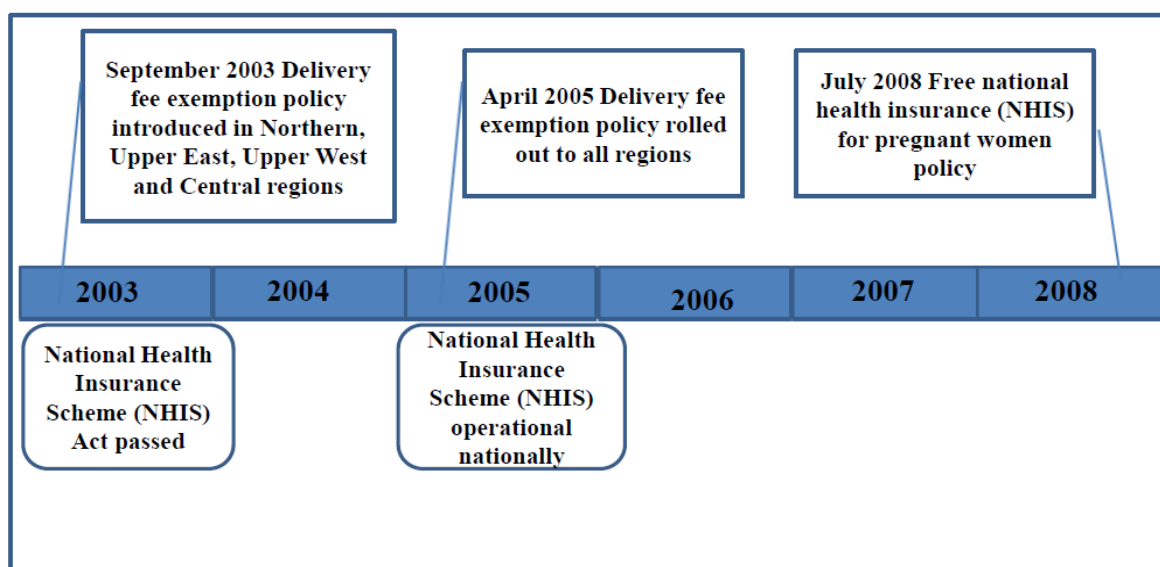 September 2003 Delivery
fee exemption policy
introduced in Northern,
Upper East, Upper West
and Central regions
April 2005 Delivery fee
exemption policy rolled
out to all regions
July 2008 Free national
health insurance (NHIS)
for pregnant women
policy
2003
2004
2005
2006
2007
2008
National Health
Insurance
Scheme (NHIS)
Act passed
National Health
Insurance
Scheme (NHIS)
operational
nationally